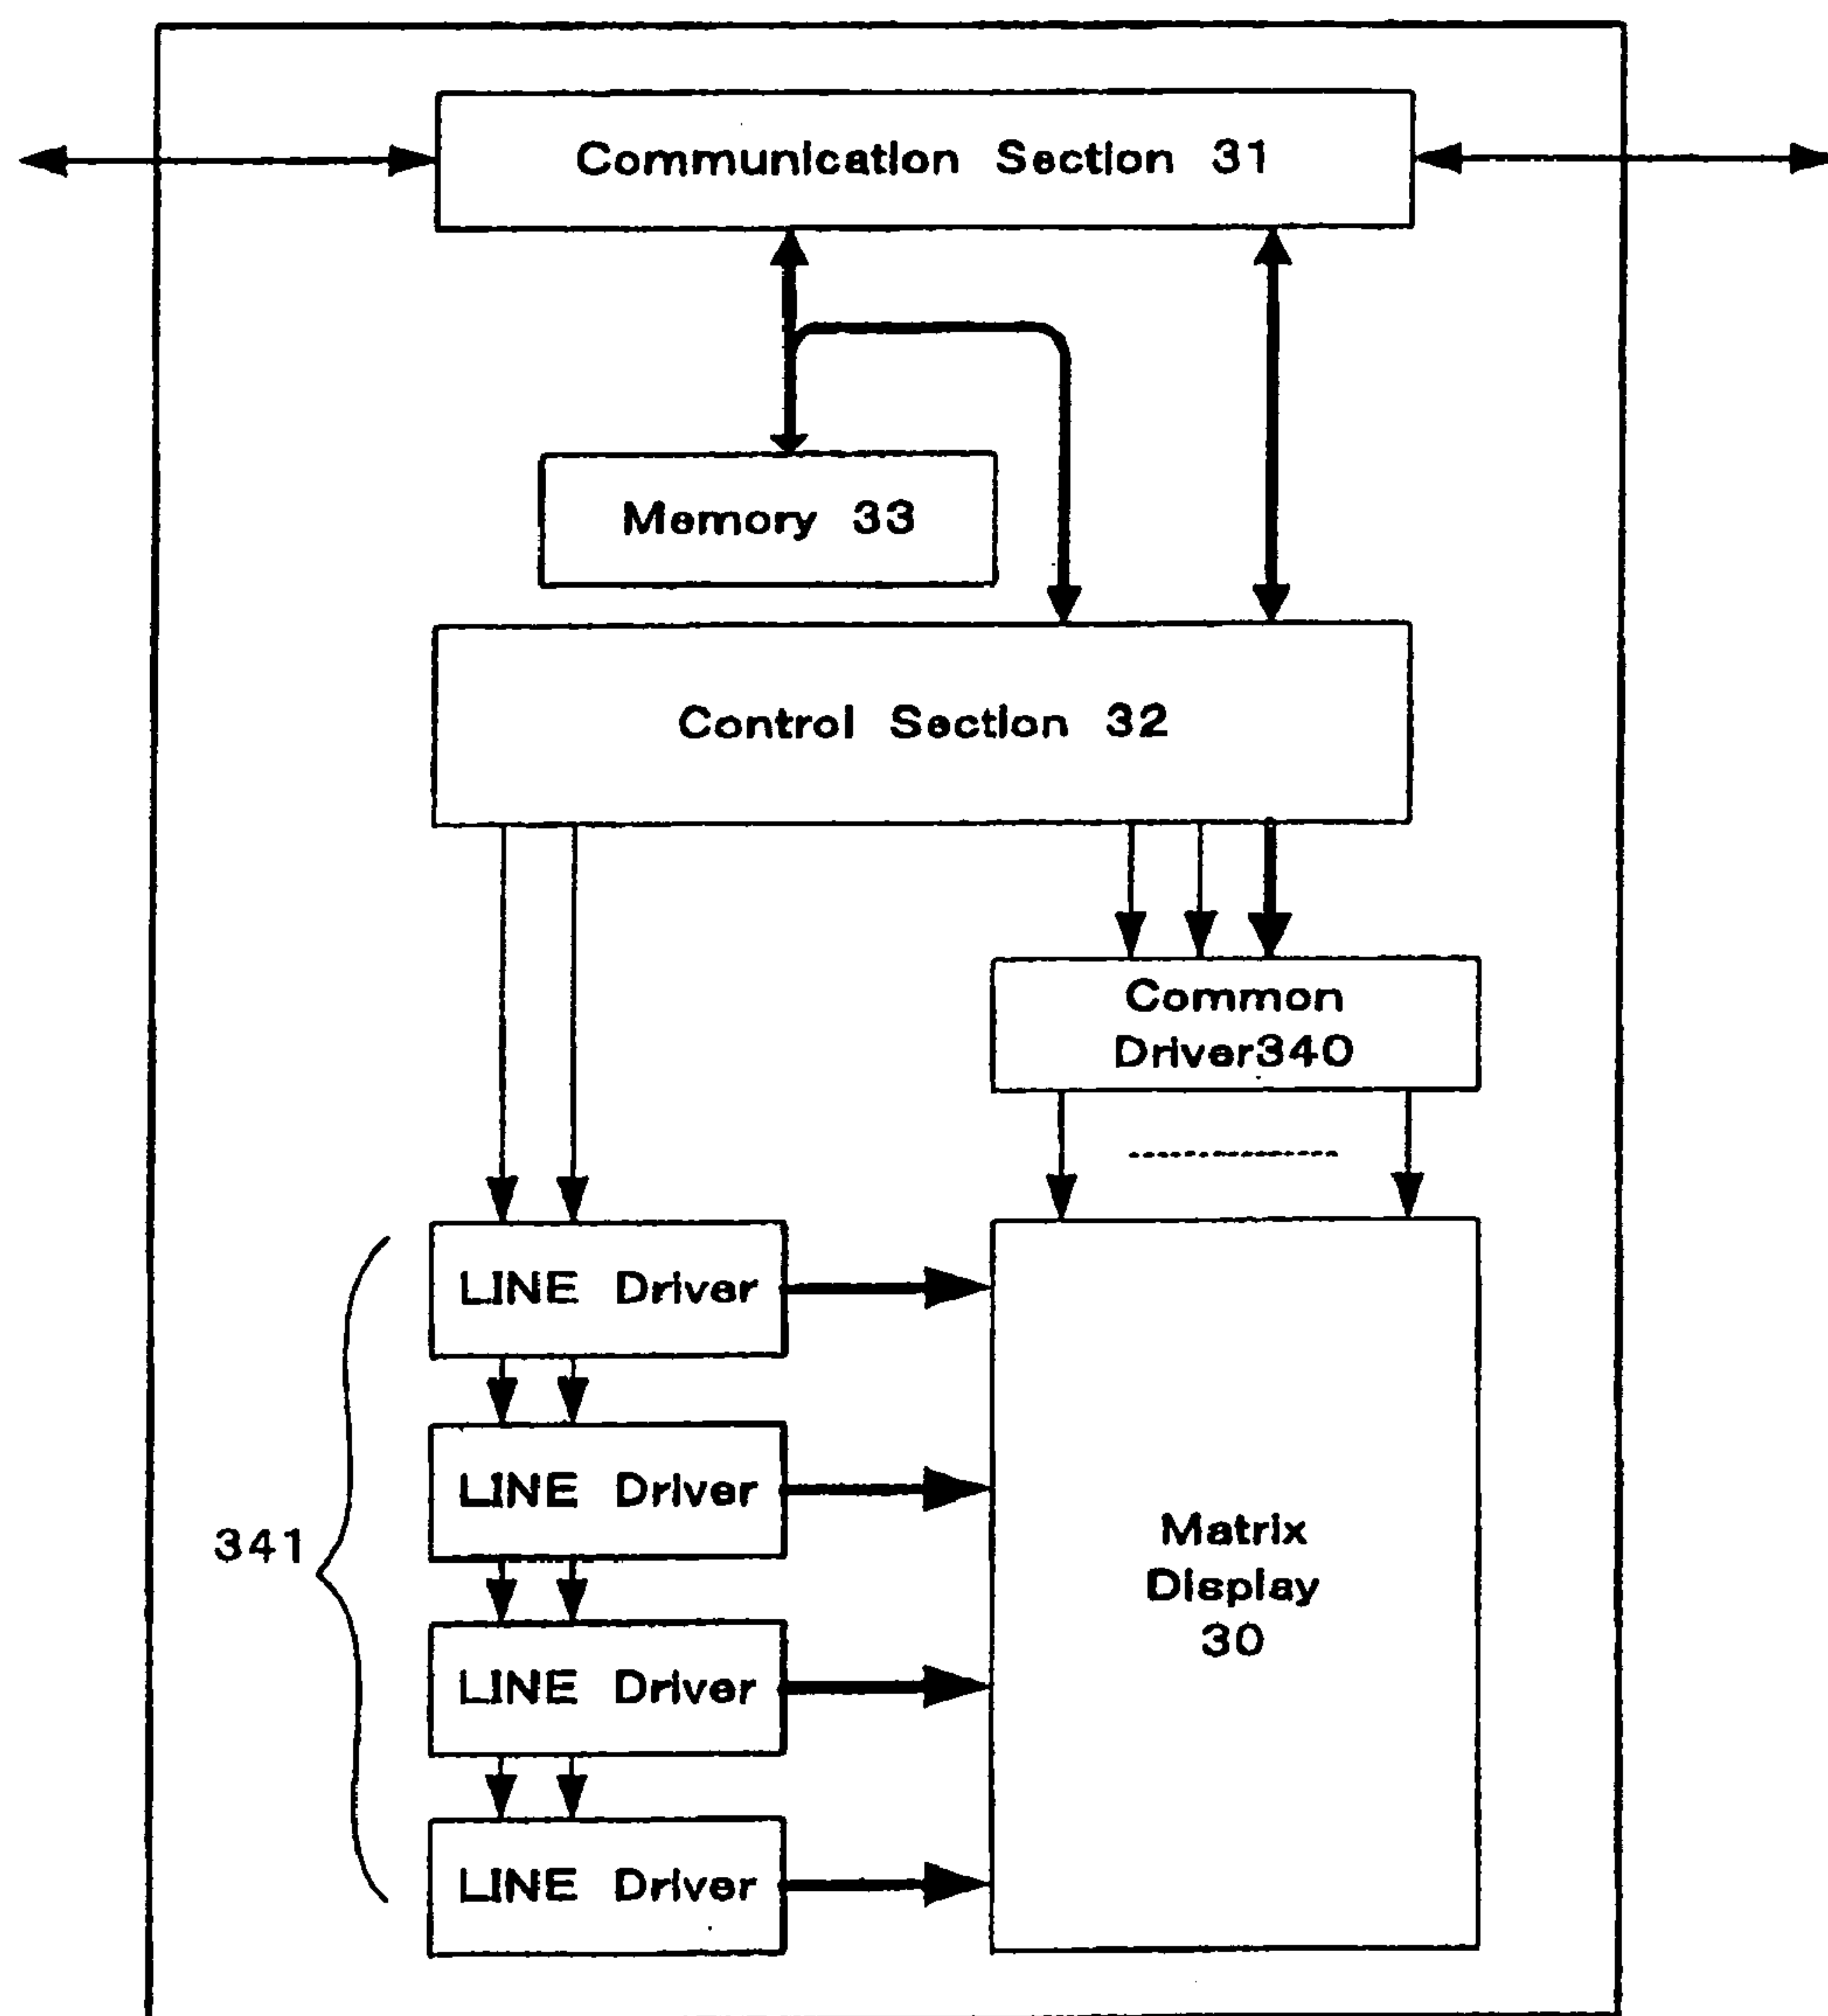 Communication Section 31
Memory 33
Control Section 32
Common
Driver340
LINE Driver
LINE Driver
341
LINE Driver
LINE Driver
Matrix
Display
30